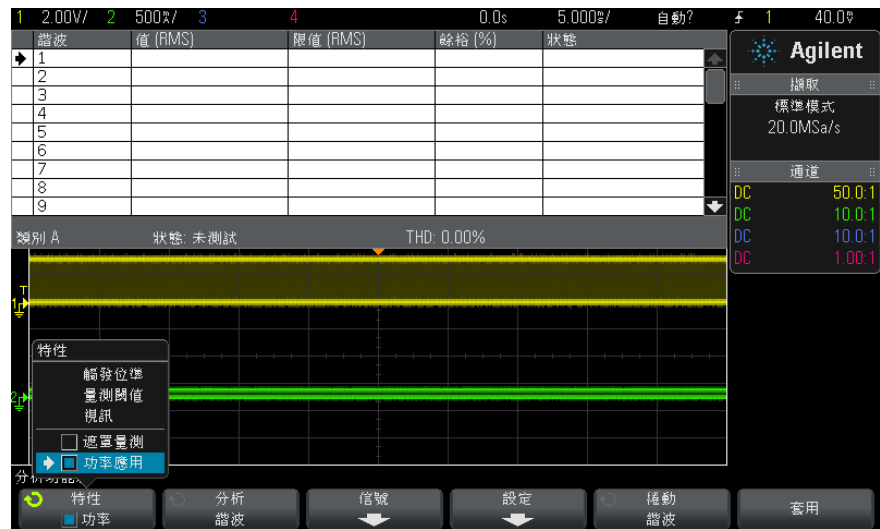 1 2.00V/ 2 500%/ 3 4 0.0s 5.000%/ 自動? 1 40.0V
諧波 值 (RMS) 限值 (RMS) 餘裕 (%) 狀態
1
2
3
4
5
6
7
8
9
類別 A 狀態: 未測試 THD: 0.00%
T
1
2
特性
觸發位準
量測閾值
視訊
遮罩量測
功率應用
特性
功率
分析
諧波
信號
設定
捲動
諧波
套用
Agilent
擷取
標準模式
20.0MSa/s
通道
DC 50.0:1
DC 10.0:1
DC 10.0:1
DC 1.00:1